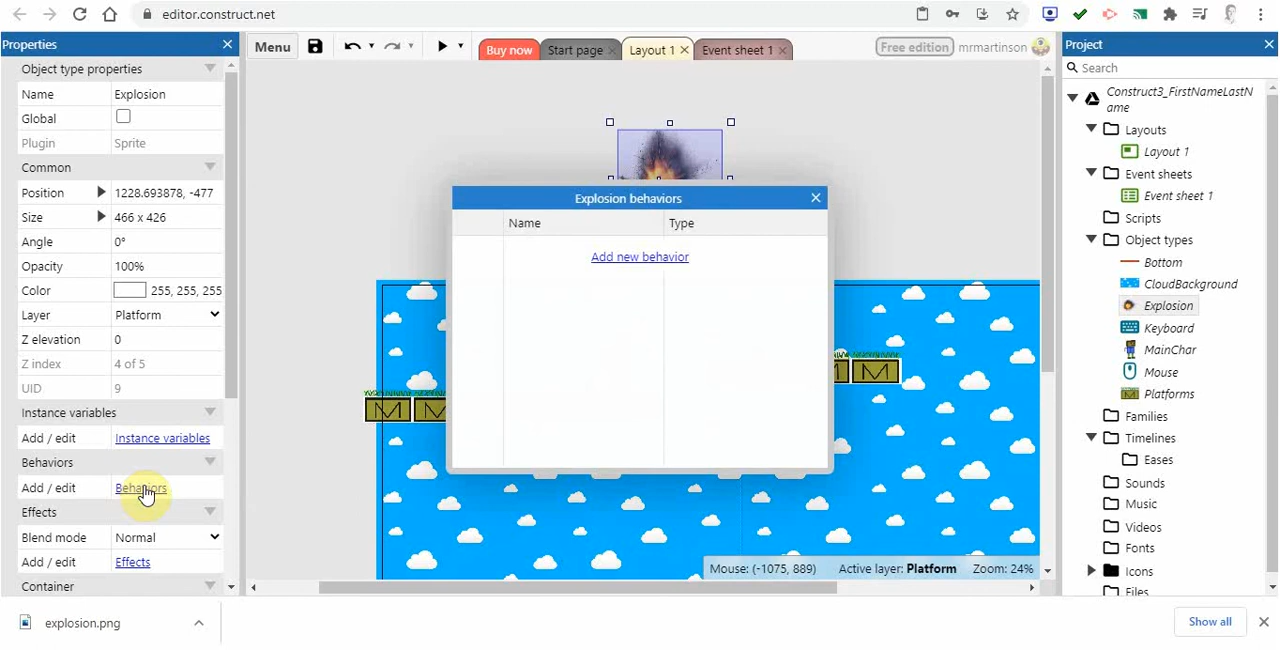 editor.construct.net
Properties
Menu
Buy now
Start page
Layout 1
Event sheet 1
Free edition
mrmartinson
Project
Object type properties
Name Explosion
Global
Plugin Sprite
Common
Position 1228.693878, -477
Size 466 x 426
Angle 0°
Opacity 100%
Color 255, 255, 255
Layer Platform
Z elevation 0
Z index 4 of 5
UID 9
Instance variables
Add / edit Instance variables
Behaviors
Add / edit Behaviors
Effects
Blend mode Normal
Add / edit Effects
Container
Explosion behaviors
Name Type
Add new behavior
M M
M M
Mouse: (-1075, 889) Active layer: Platform Zoom: 24%
Search
Construct3_FirstNameLastN
ame
Layouts
Layout 1
Event sheets
Event sheet 1
Scripts
Object types
Bottom
CloudBackground
Explosion
Keyboard
MainChar
Mouse
Platforms
Families
Timelines
Eases
Sounds
Music
Videos
Fonts
Icons
Files
explosion.png
Show all